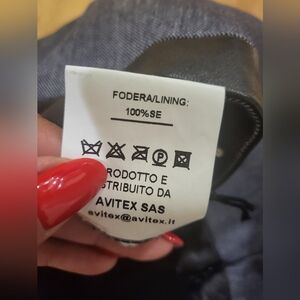 FODERA/LINING:
100%SE
P
RODOTTO E
STRIBUITO DA
AVITEX SAS
avitex@avitex.it